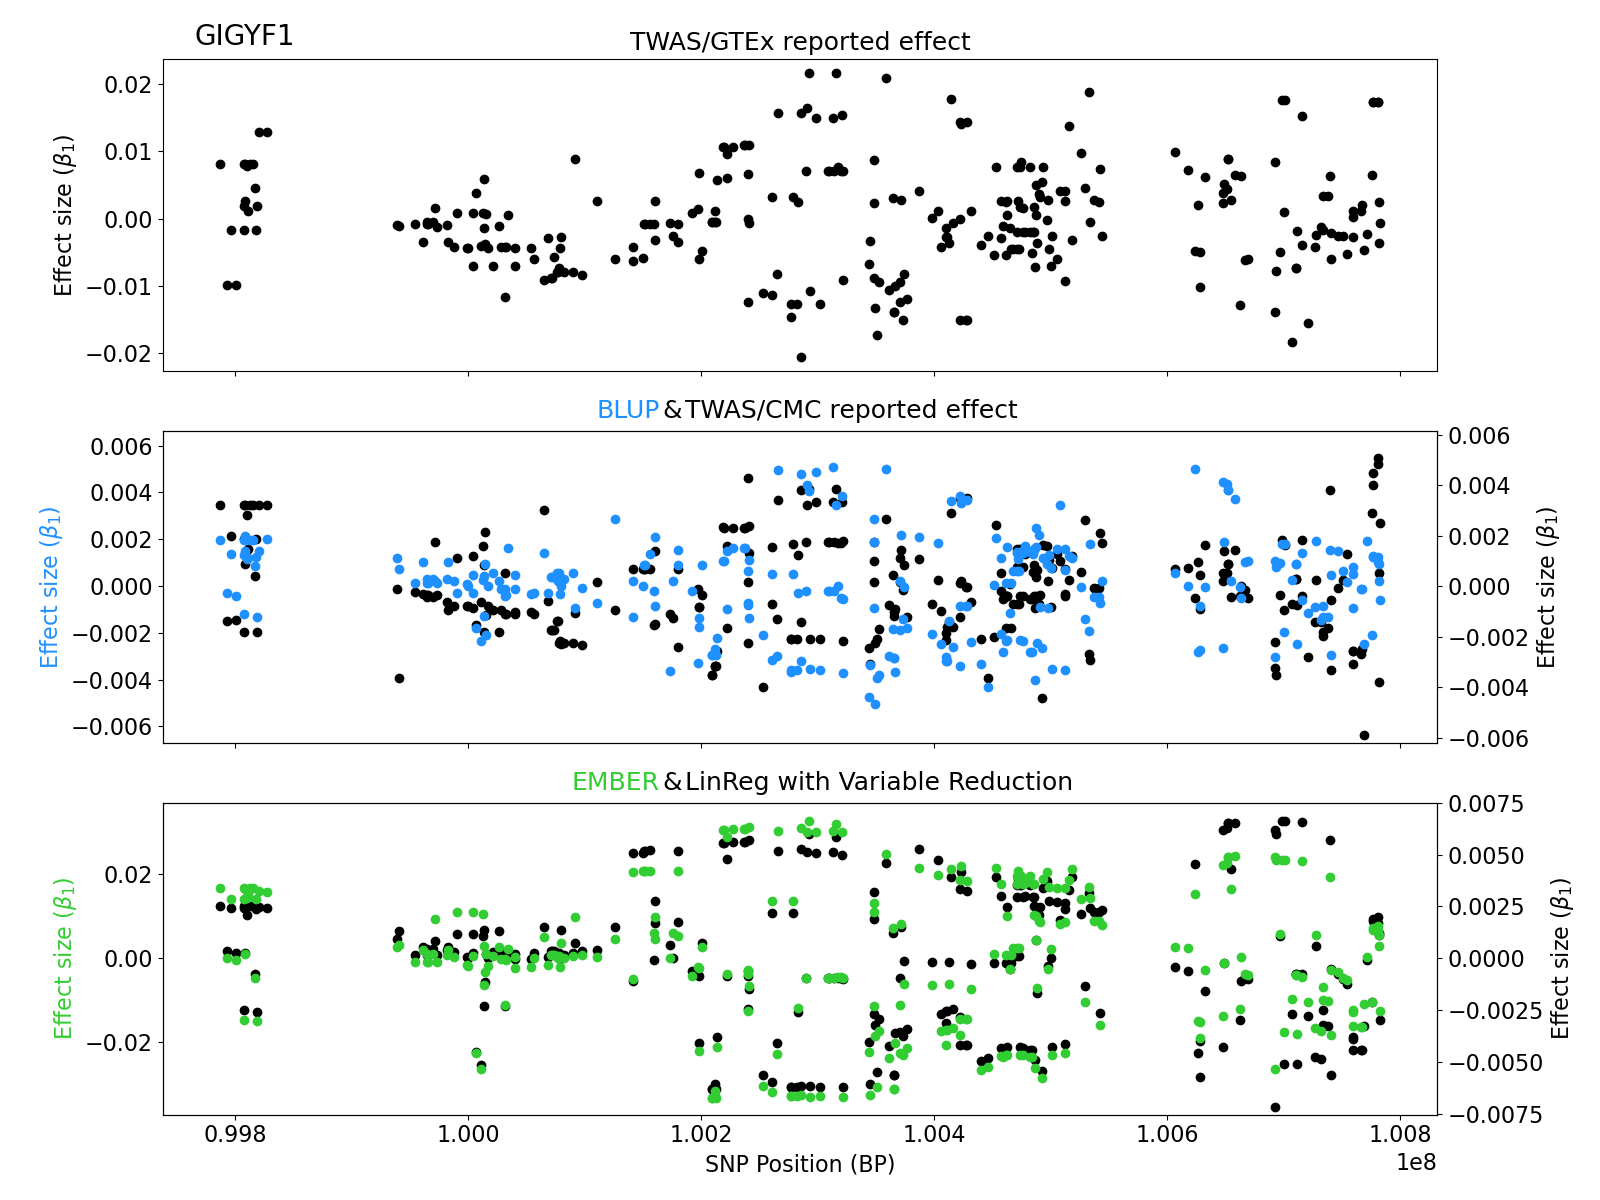 GIGYF1
TWAS/GTEx reported effect
0.02
0.01
0.00
−0.01
−0.02
Effect size (β1)
BLUP & TWAS/CMC reported effect
0.006
0.004
0.002
0.000
−0.002
−0.004
−0.006
Effect size (β1)
0.006
0.004
0.002
0.000
−0.002
−0.004
−0.006
Effect size (β1)
EMBER & LinReg with Variable Reduction
0.02
0.00
−0.02
Effect size (β1)
0.0075
0.0050
0.0025
0.0000
−0.0025
−0.0050
−0.0075
Effect size (β1)
0.998 1.000 1.002 1.004 1.006 1.008
1e8
SNP Position (BP)